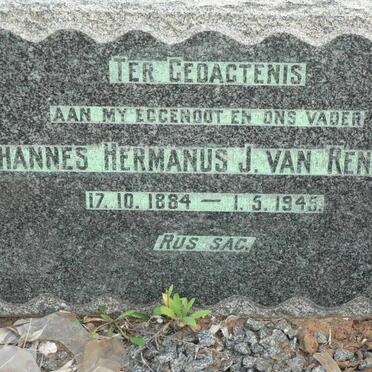 TER GEDAGTENIS
AAN MY EGGENOOT EN ONS VADER
HANNES HERMANUS J. VAN REN
17.10.1884 — 1.5.1945.
RUS SAG.